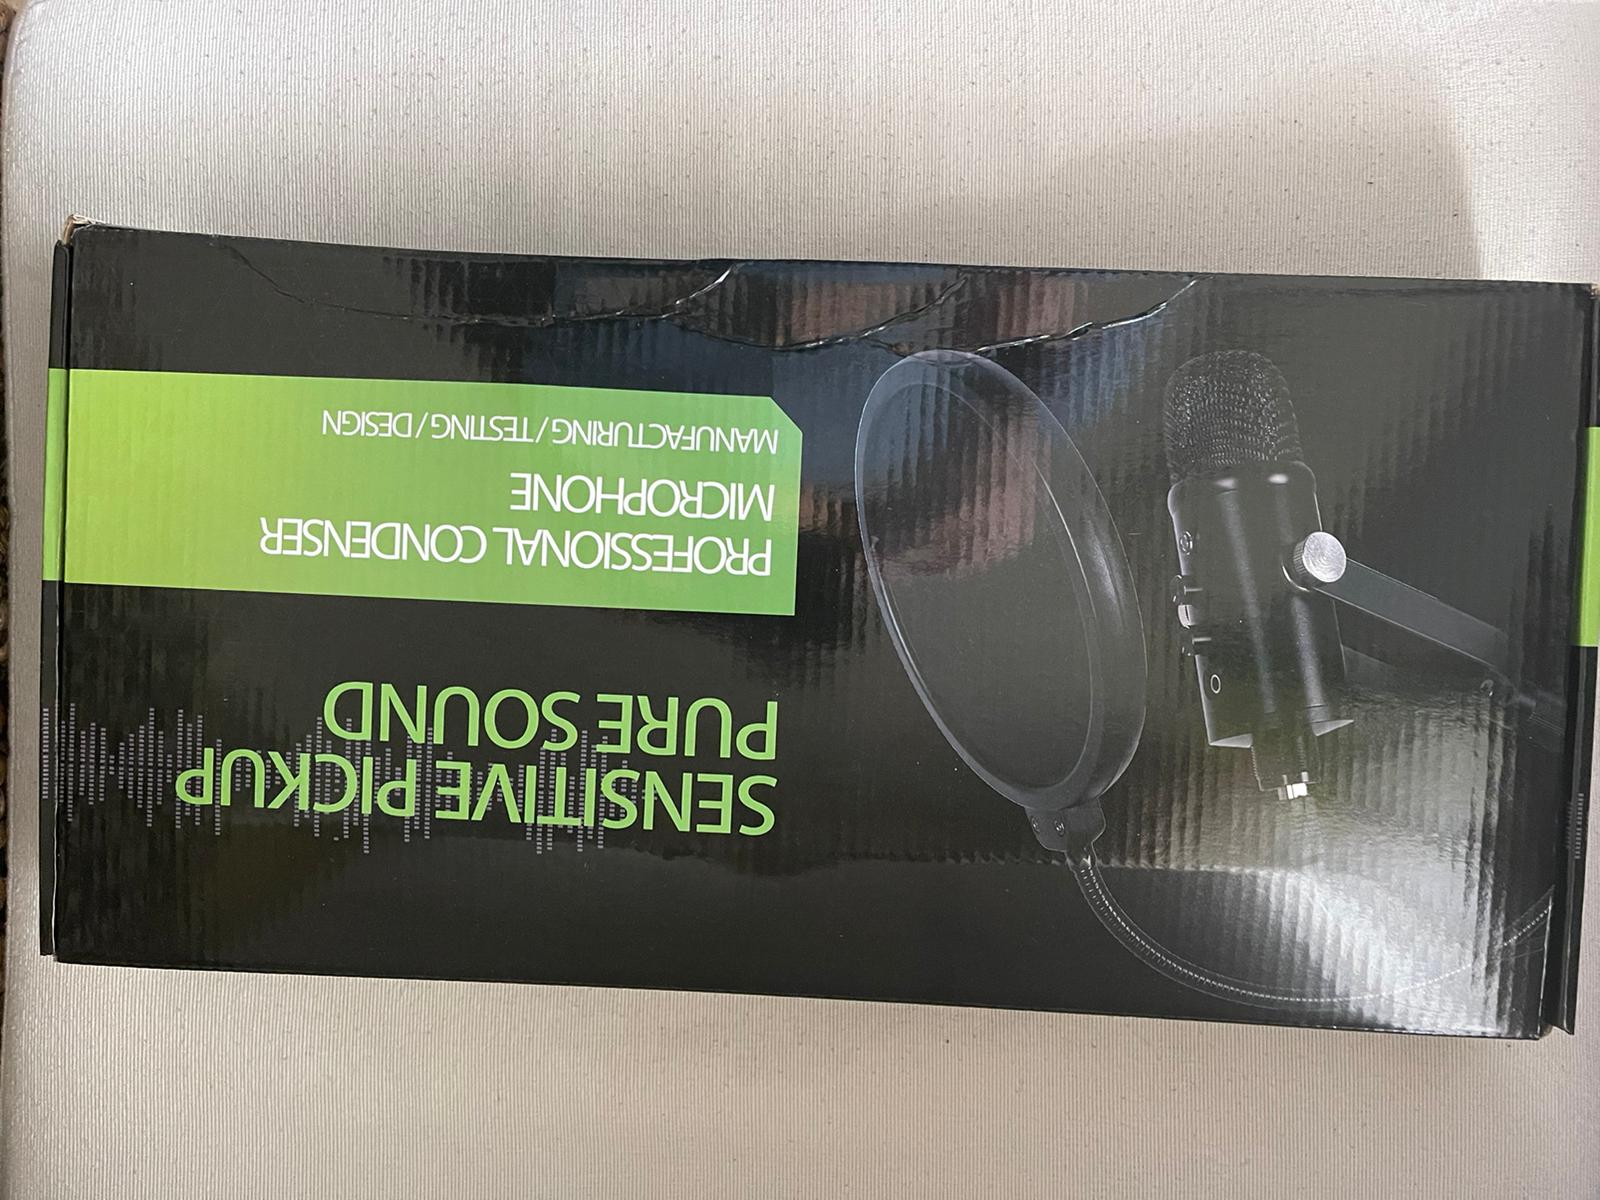 SENSITIVE PICKUP
PURE SOUND
PROFESSIONAL CONDENSER
MICROPHONE
MANUFACTURING / TESTING / DESIGN